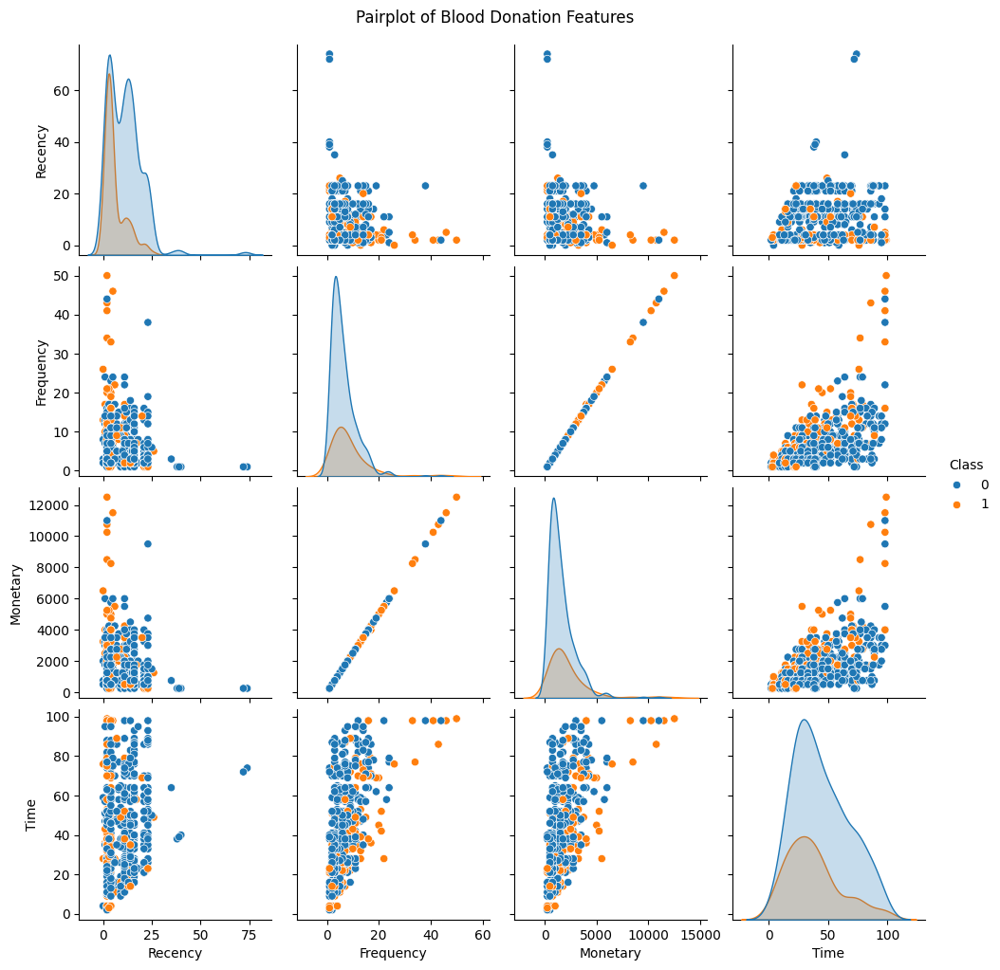 Pairplot of Blood Donation Features
Recency
60
40
20
0
Frequency
50
40
30
20
10
0
Class
0
1
Monetary
12000
10000
8000
6000
4000
2000
0
Time
100
80
60
40
20
0
0 25 50 75
0 20 40 60
0 5000 10000 15000
0 50 100
Recency
Frequency
Monetary
Time